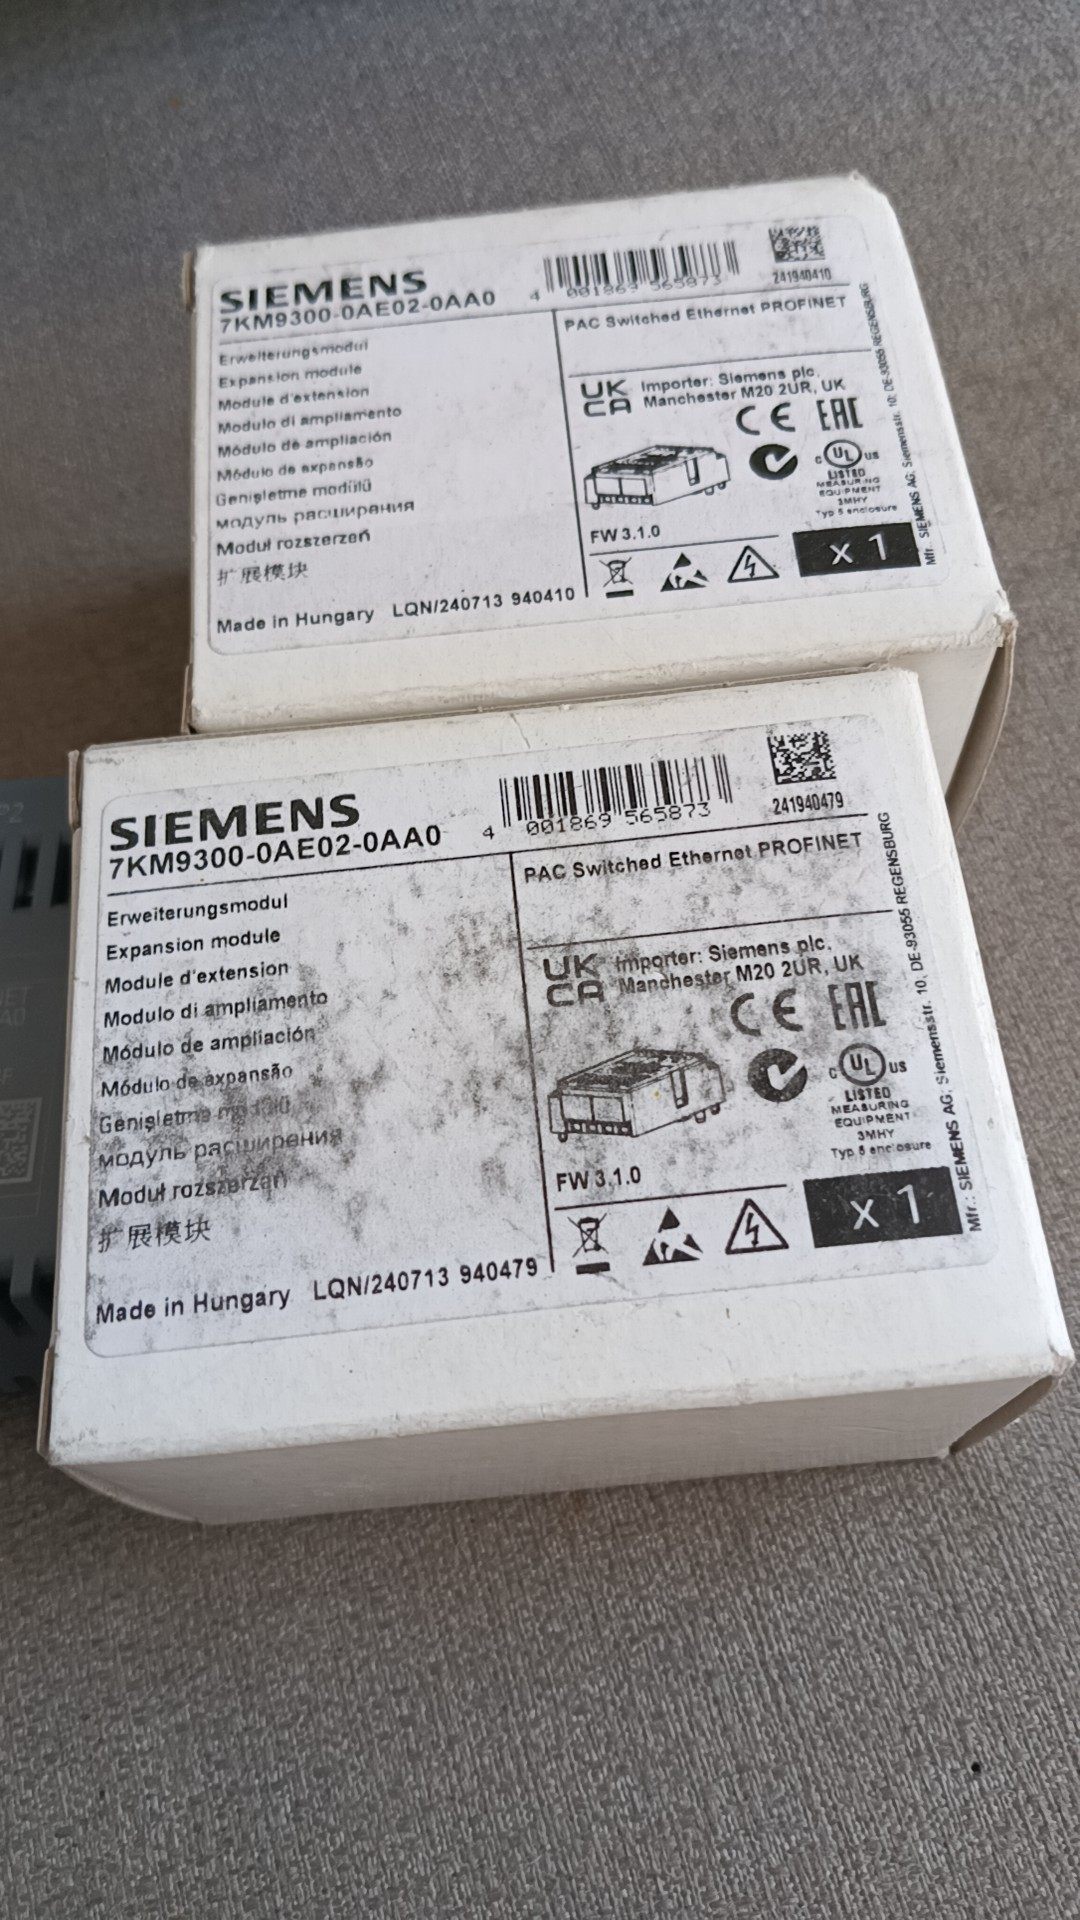 SIEMENS
7KM9300-0AE02-0AA0
4 001869 565873
241940410
PAC Switched Ethernet PROFINET
Erweiterungsmodul
Expansion module
Module d'extension
Modulo di ampliamento
Módulo de ampliación
Módulo de expansão
Genişletme modülü
модуль расширения
Moduł rozszerzeń
扩展模块
Made in Hungary LQN/240713 940410
UK
CA
Importer: Siemens plc,
Manchester M20 2UR, UK
CE EAC
C UL US
LISTED
MEASURING
EQUIPMENT
3MHY
Typ 5 enclosure
FW 3.1.0
x 1
Mfr.: SIEMENS AG, Siemensstr. 10, DE-93055 REGENSBURG
SIEMENS
7KM9300-0AE02-0AA0
4 001869 565873
241940479
PAC Switched Ethernet PROFINET
Erweiterungsmodul
Expansion module
Module d'extension
Modulo di ampliamento
Módulo de ampliación
Módulo de expansão
Genişletme modülü
модуль расширения
Moduł rozszerzeń
扩展模块
Made in Hungary LQN/240713 940479
UK
CA
Importer: Siemens plc,
Manchester M20 2UR, UK
CE EAC
C UL US
LISTED
MEASURING
EQUIPMENT
3MHY
Typ 5 enclosure
FW 3.1.0
x 1
Mfr.: SIEMENS AG, Siemensstr. 10, DE-93055 REGENSBURG
P2